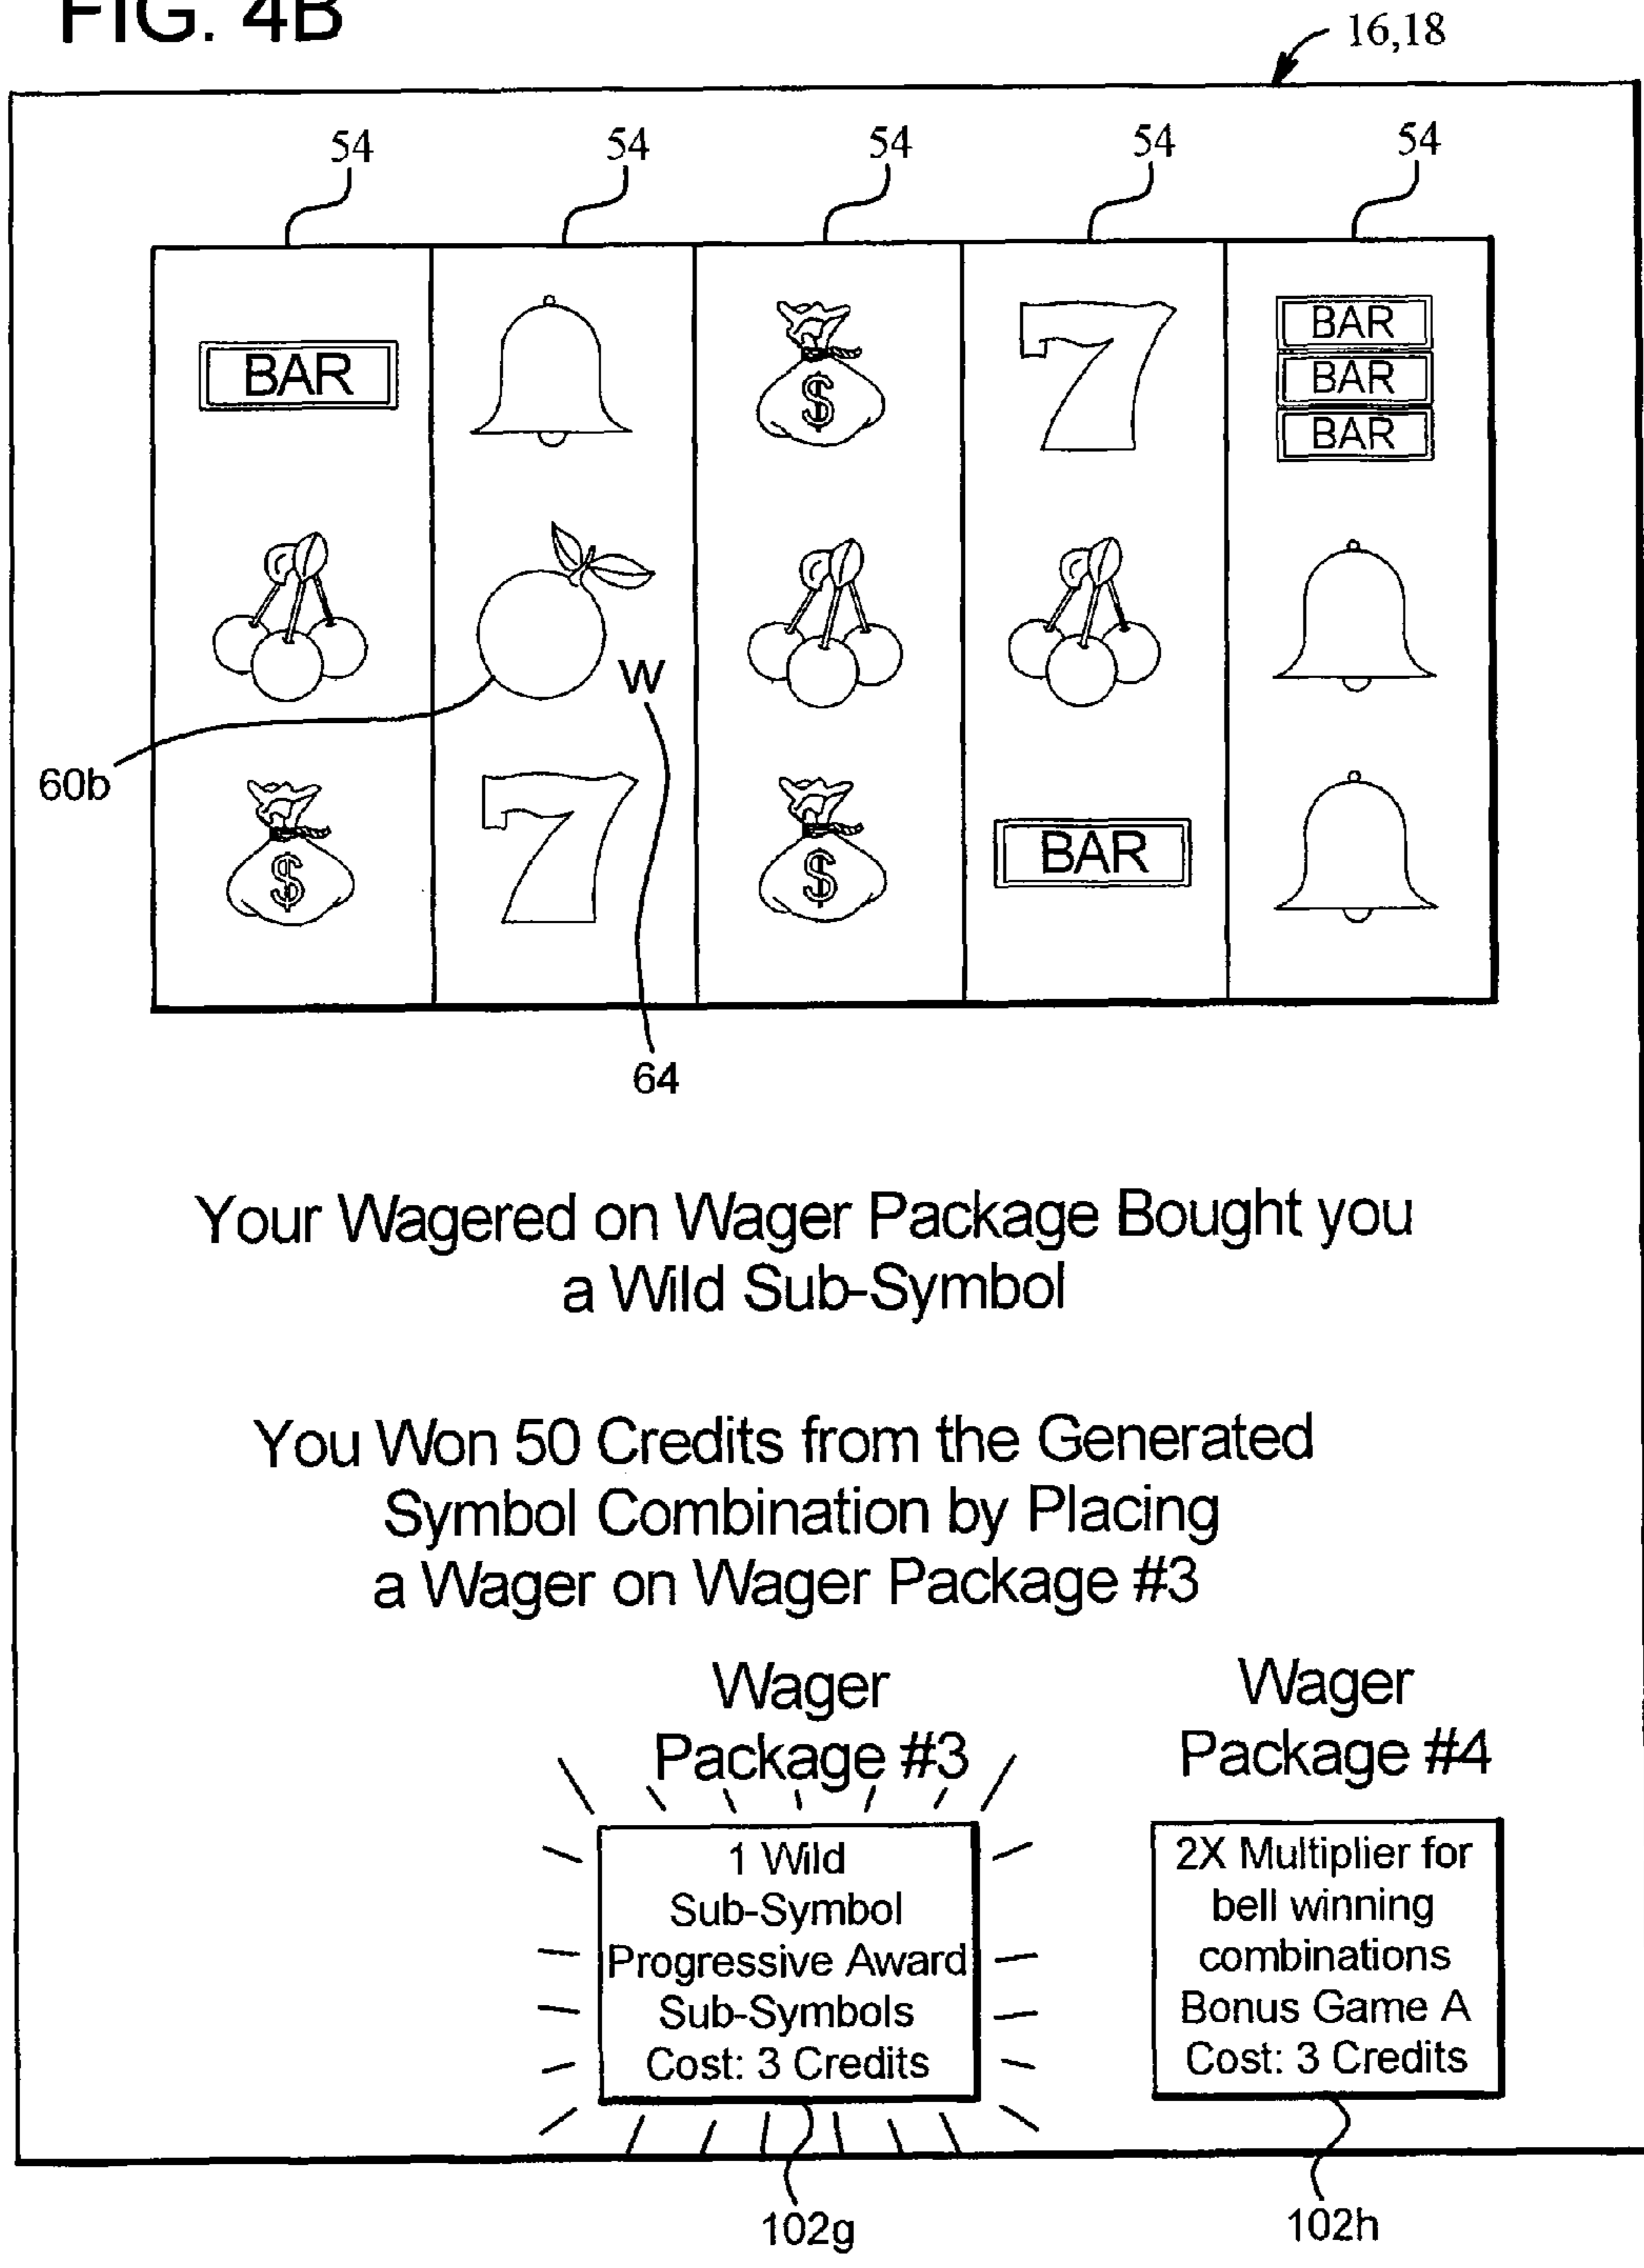 FIG. 4B
16,18
54 54 54 54 54
7 BAR
BAR $ BAR
BAR
W
60b
$ 7 $ BAR
64
Your Wagered on Wager Package Bought you
a Wild Sub-Symbol
You Won 50 Credits from the Generated
Symbol Combination by Placing
a Wager on Wager Package #3
Wager
Package #3
Wager
Package #4
1 Wild
Sub-Symbol
Progressive Award
Sub-Symbols
Cost: 3 Credits
2X Multiplier for
bell winning
combinations
Bonus Game A
Cost: 3 Credits
102g
102h